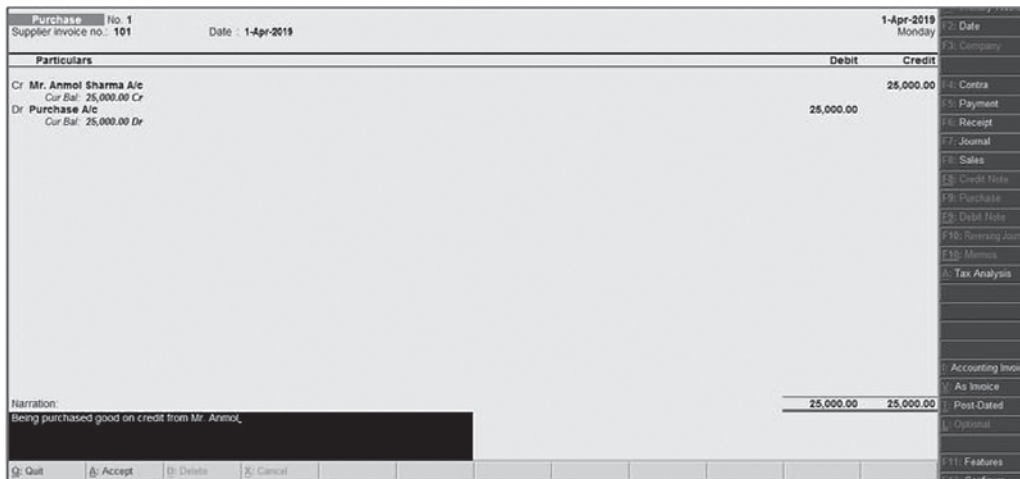 Purchase No. 1 1-Apr-2019
Supplier invoice no.: 101 Date : 1-Apr-2019 Monday
Particulars Debit Credit
Cr Mr. Anmol Sharma A/c 25,000.00
Cur Bal: 25,000.00 Cr
Dr Purchase A/c 25,000.00
Cur Bal: 25,000.00 Dr
Narration: 25,000.00 25,000.00
Being purchased good on credit from Mr. Anmol
Q: Quit A: Accept D: Delete X: Cancel
F2: Date
F3: Company
F4: Contra
F5: Payment
F6: Receipt
F7: Journal
F8: Sales
F8: Credit Note
F9: Purchase
F9: Debit Note
F10: Reversing Jour
F10: Memos
A: Tax Analysis
I: Accounting Invoi
V: As Invoice
T: Post-Dated
L: Optional
F11: Features